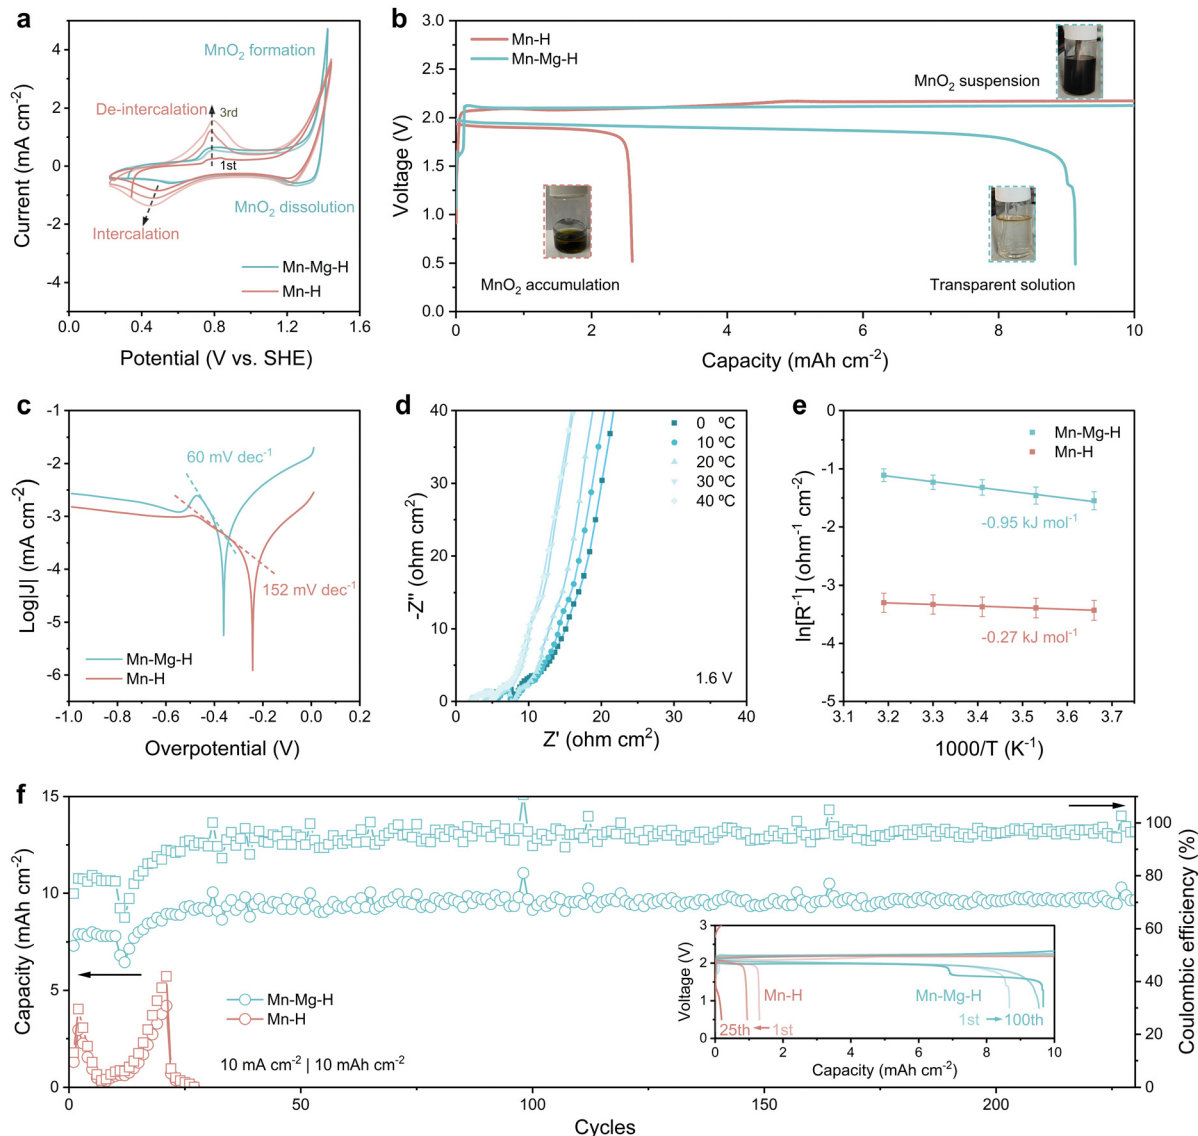 a
Current (mA cm-2)
4
2
0
-2
-4
MnO2 formation
De-intercalation
3rd
1st
MnO2 dissolution
Intercalation
Mn-Mg-H
Mn-H
0.0 0.4 0.8 1.2 1.6
Potential (V vs. SHE)
b
Voltage (V)
3.0
2.5
2.0
1.5
1.0
0.5
0.0
Mn-H
Mn-Mg-H
MnO2 suspension
MnO2 accumulation
Transparent solution
0 2 4 6 8 10
Capacity (mAh cm-2)
c
Log|J| (mA cm-2)
-1
-2
-3
-4
-5
-6
60 mV dec-1
152 mV dec-1
Mn-Mg-H
Mn-H
-1.0 -0.8 -0.6 -0.4 -0.2 0.0 0.2
Overpotential (V)
d
-Z" (ohm cm2)
40
30
20
10
0
0 ºC
10 ºC
20 ºC
30 ºC
40 ºC
1.6 V
0 10 20 30 40
Z' (ohm cm2)
e
ln[R-1] (ohm-1 cm-2)
0
-1
-2
-3
-4
-5
Mn-Mg-H
Mn-H
-0.95 kJ mol-1
-0.27 kJ mol-1
3.1 3.2 3.3 3.4 3.5 3.6 3.7
1000/T (K-1)
f
Capacity (mAh cm-2)
15
10
5
0
Mn-Mg-H
Mn-H
10 mA cm-2 | 10 mAh cm-2
0 50 100 150 200
Cycles
Coulombic efficiency (%)
100
80
60
40
20
0
Voltage (V)
3
2
1
0
Mn-H
25th 1st
Mn-Mg-H
1st 100th
0 2 4 6 8 10
Capacity (mAh cm-2)